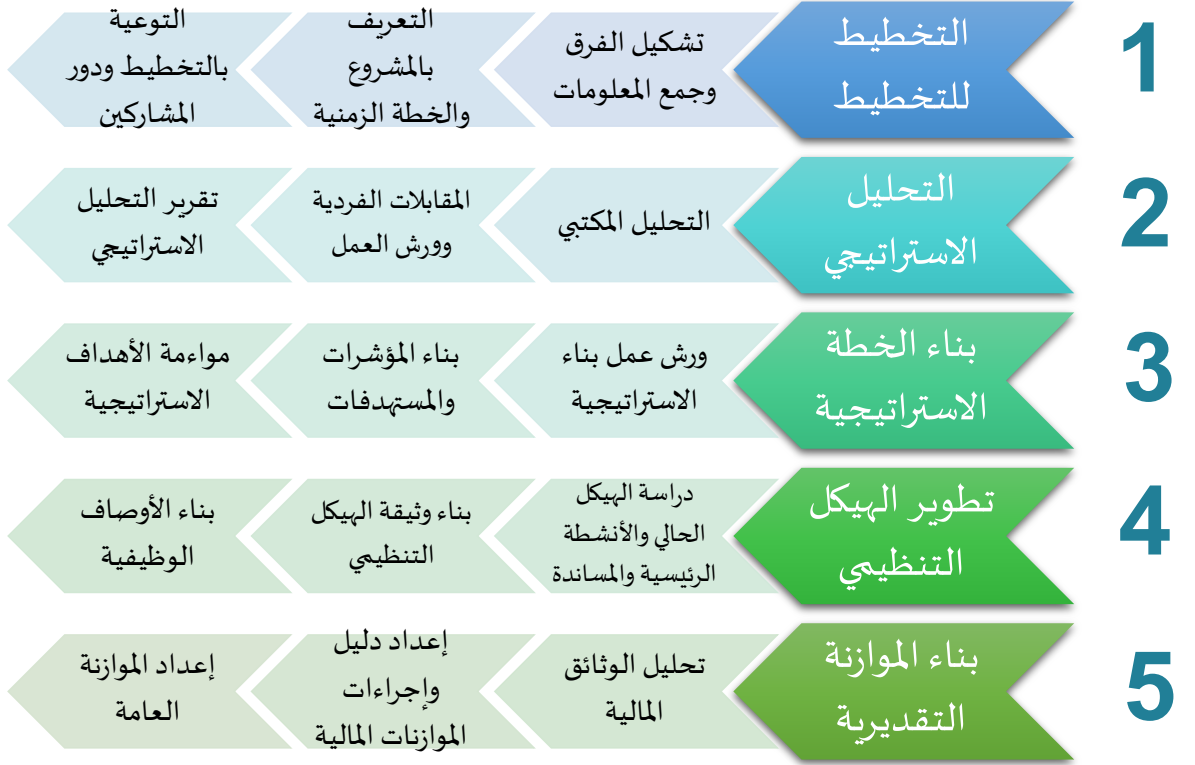 1
التخطيط
للتخطيط
تشكيل الفرق
وجمع المعلومات
التعريف
بالمشروع
والخطة الزمنية
التوعية
بالتخطيط ودور
المشاركين
2
التحليل
الاستراتيجي
التحليل المكتبي
المقابلات الفردية
وورش العمل
تقرير التحليل
الاستراتيجي
3
بناء الخطة
الاستراتيجية
ورش عمل بناء
الاستراتيجية
بناء المؤشرات
والمستهدفات
مواءمة الأهداف
الاستراتيجية
4
تطوير الهيكل
التنظيمي
دراسة الهيكل
الحالي والأنشطة
الرئيسية والمساندة
بناء وثيقة الهيكل
التنظيمي
بناء الأوصاف
الوظيفية
5
بناء الموازنة
التقديرية
تحليل الوثائق
المالية
إعداد دليل
وإجراءات
الموازنات المالية
إعداد الموازنة
العامة